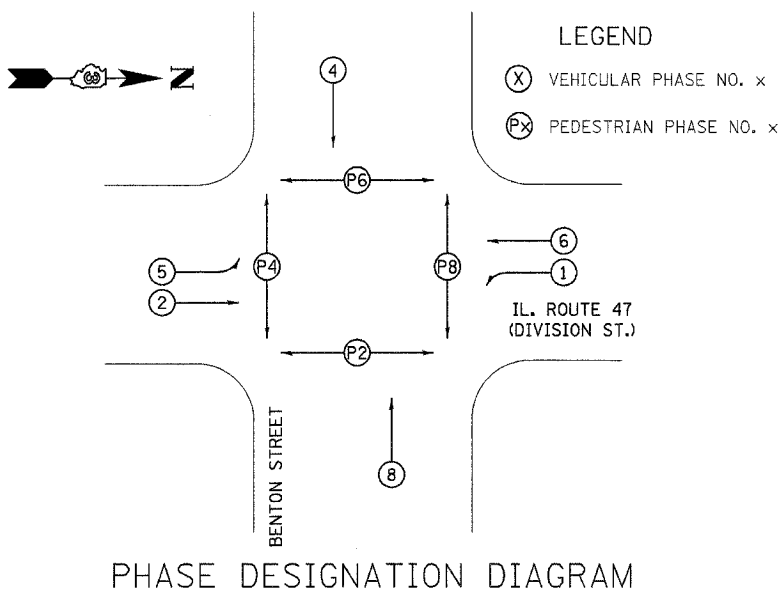 LEGEND
X VEHICULAR PHASE NO. x
Px PEDESTRIAN PHASE NO. x
N
4
P6
5
2
P4
P8
6
1
IL. ROUTE 47
(DIVISION ST.)
P2
8
BENTON STREET
PHASE DESIGNATION DIAGRAM